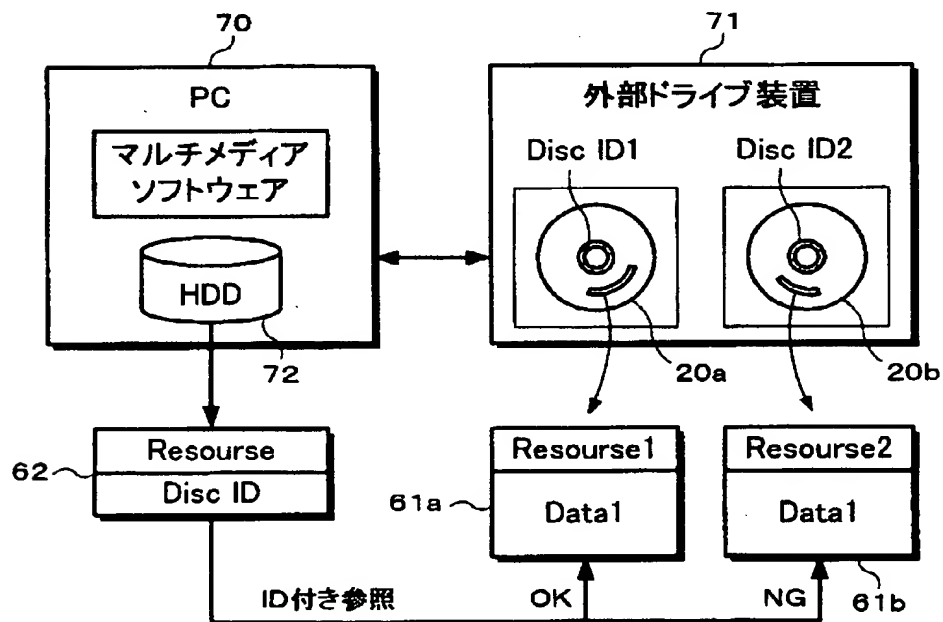 70
71
PC
外部ドライブ装置
マルチメディア
ソフトウェア
Disc ID1
Disc ID2
HDD
72
20a
20b
Resourse
Disc ID
62
Resourse1
Data1
61a
Resourse2
Data1
61b
ID付き参照
OK
NG